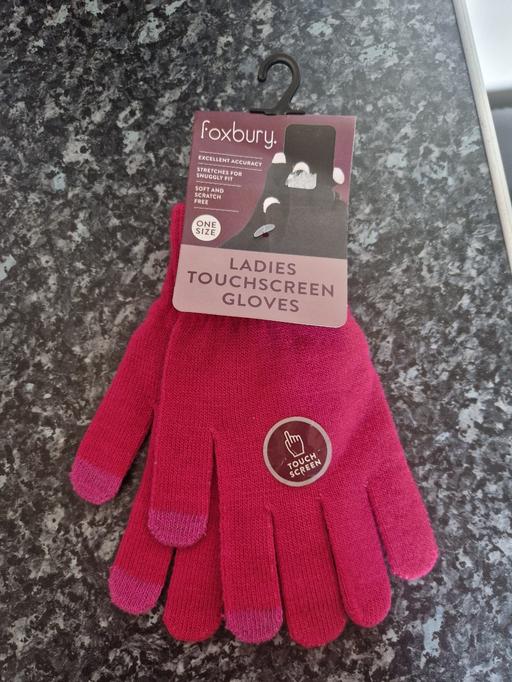 foxbury.
EXCELLENT ACCURACY
STRETCHES FOR
SNUGGLY FIT
SOFT AND
SCRATCH
FREE
ONE
SIZE
LADIES
TOUCHSCREEN
GLOVES
TOUCH
SCREEN